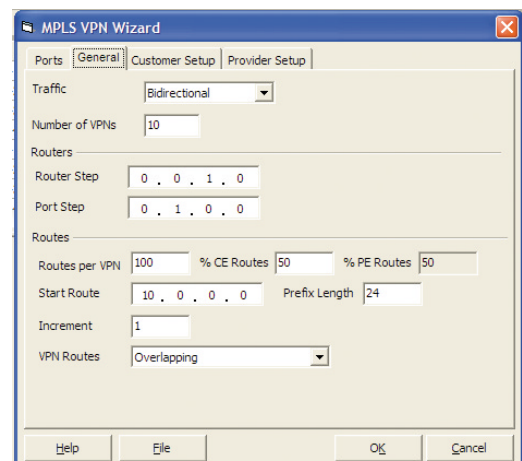 MPLS VPN Wizard
Ports General Customer Setup Provider Setup
Traffic Bidirectional
Number of VPNs 10
Routers
Router Step 0 . 0 . 1 . 0
Port Step 0 . 1 . 0 . 0
Routes
Routes per VPN 100 % CE Routes 50 % PE Routes 50
Start Route 10 . 0 . 0 . 0 Prefix Length 24
Increment 1
VPN Routes Overlapping
Help File OK Cancel